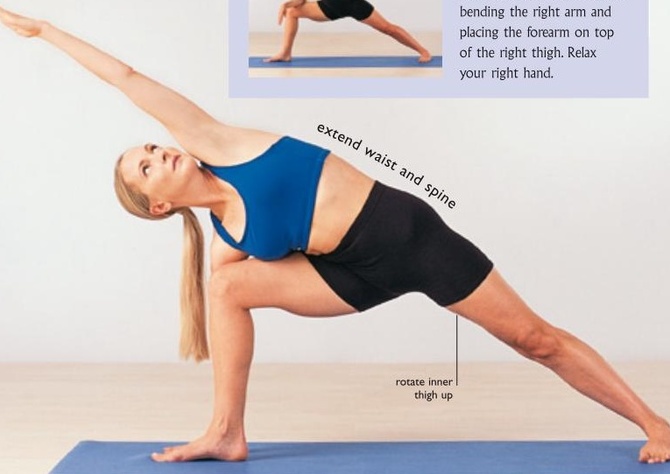 bending the right arm and
placing the forearm on top
of the right thigh. Relax
your right hand.
extend waist and spine
rotate inner
thigh up